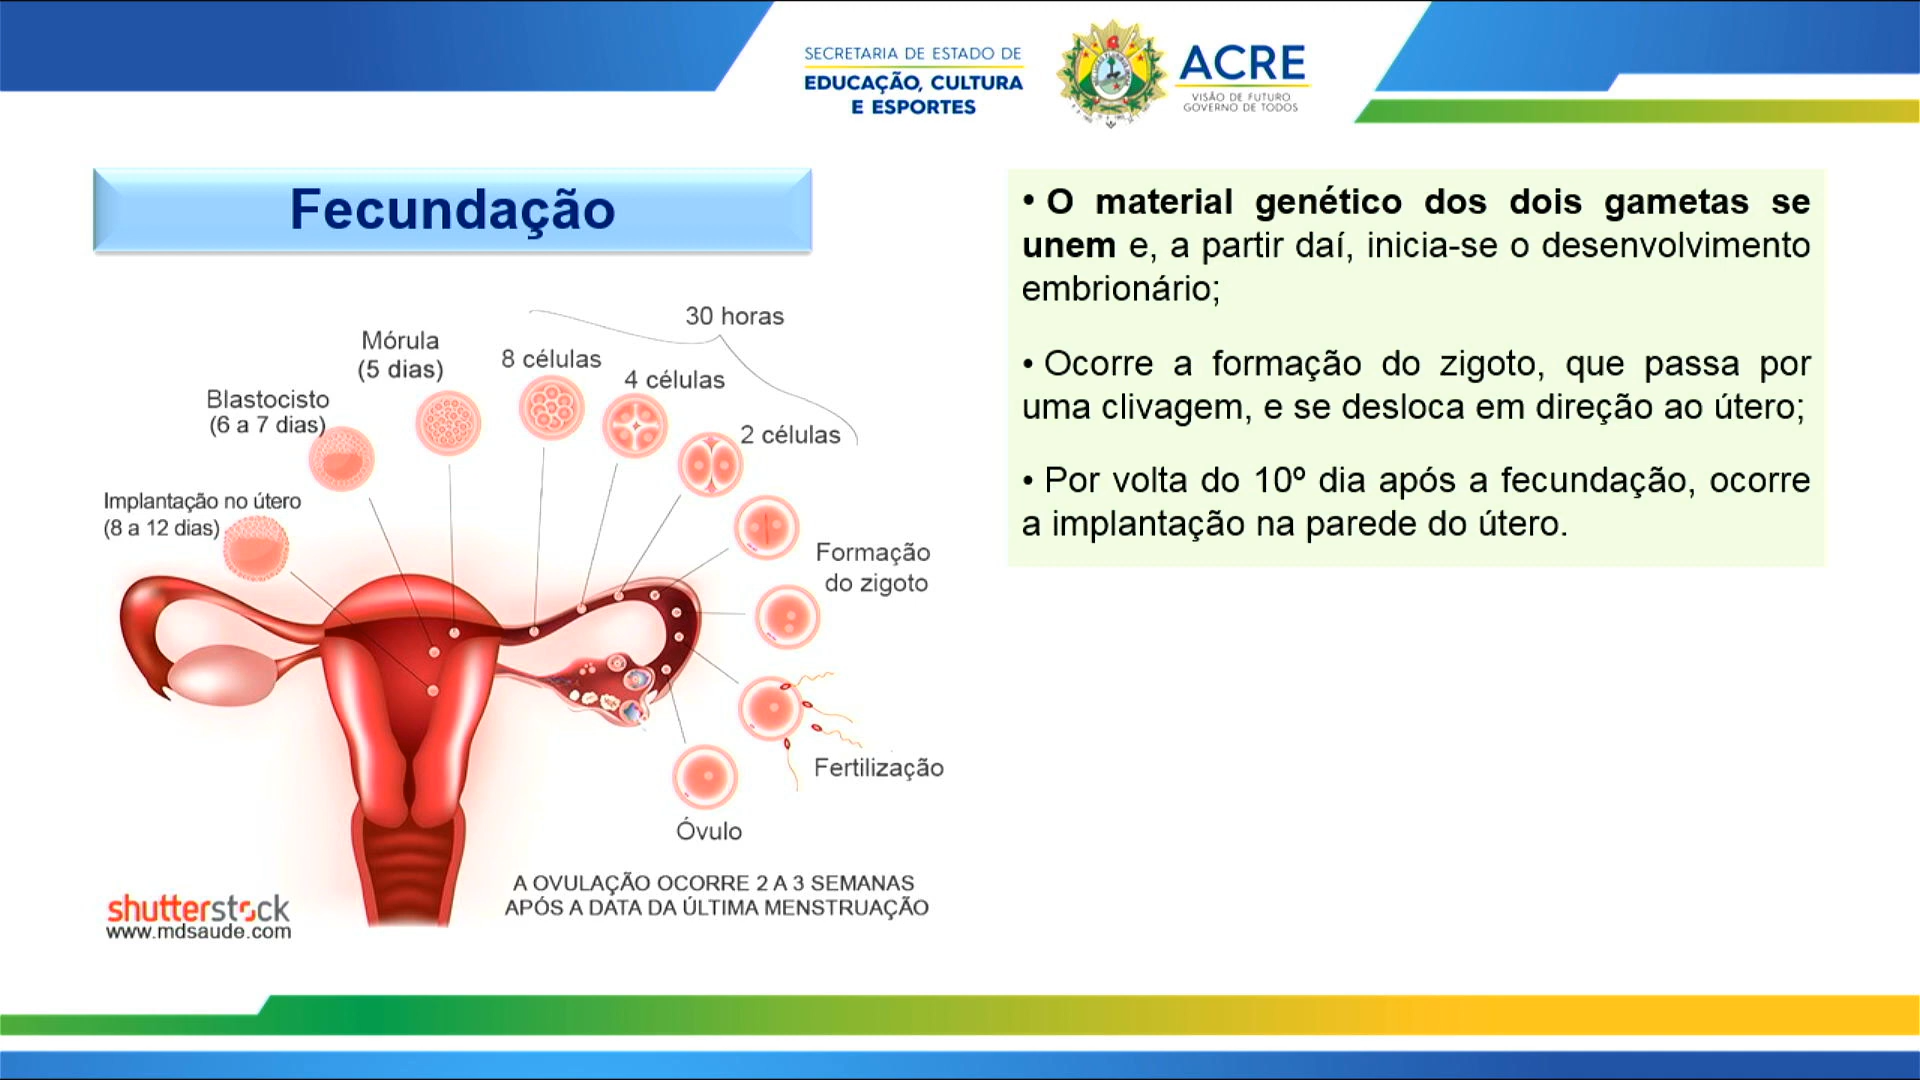 SECRETARIA DE ESTADO DE
EDUCAÇÃO, CULTURA
E ESPORTES
ACRE
VISÃO DE FUTURO
GOVERNO DE TODOS
Fecundação
• O material genético dos dois gametas se
unem e, a partir daí, inicia-se o desenvolvimento
embrionário;
• Ocorre a formação do zigoto, que passa por
uma clivagem, e se desloca em direção ao útero;
• Por volta do 10º dia após a fecundação, ocorre
a implantação na parede do útero.
30 horas
Mórula
(5 dias)
8 células
4 células
Blastocisto
(6 a 7 dias)
2 células
Implantação no útero
(8 a 12 dias)
Formação
do zigoto
Fertilização
Óvulo
A OVULAÇÃO OCORRE 2 A 3 SEMANAS
APÓS A DATA DA ÚLTIMA MENSTRUAÇÃO
shutterstock
www.mdsaude.com